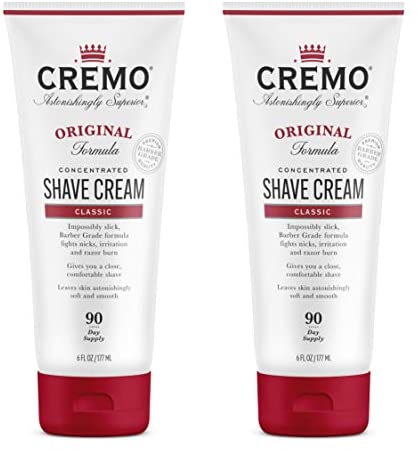 CREMO®
Astonishingly Superior®
ORIGINAL
Formula
BARBER GRADE
CONCENTRATED
SHAVE CREAM
CLASSIC
Impossibly slick,
Barber Grade formula
fights nicks, irritation
and razor burn
Gives you a close,
comfortable shave
Leaves skin astonishingly
soft and smooth
90
Day
Supply
6 FL OZ/177 ML
CREMO®
Astonishingly Superior®
ORIGINAL
Formula
BARBER GRADE
CONCENTRATED
SHAVE CREAM
CLASSIC
Impossibly slick,
Barber Grade formula
fights nicks, irritation
and razor burn
Gives you a close,
comfortable shave
Leaves skin astonishingly
soft and smooth
90
Day
Supply
6 FL OZ/177 ML